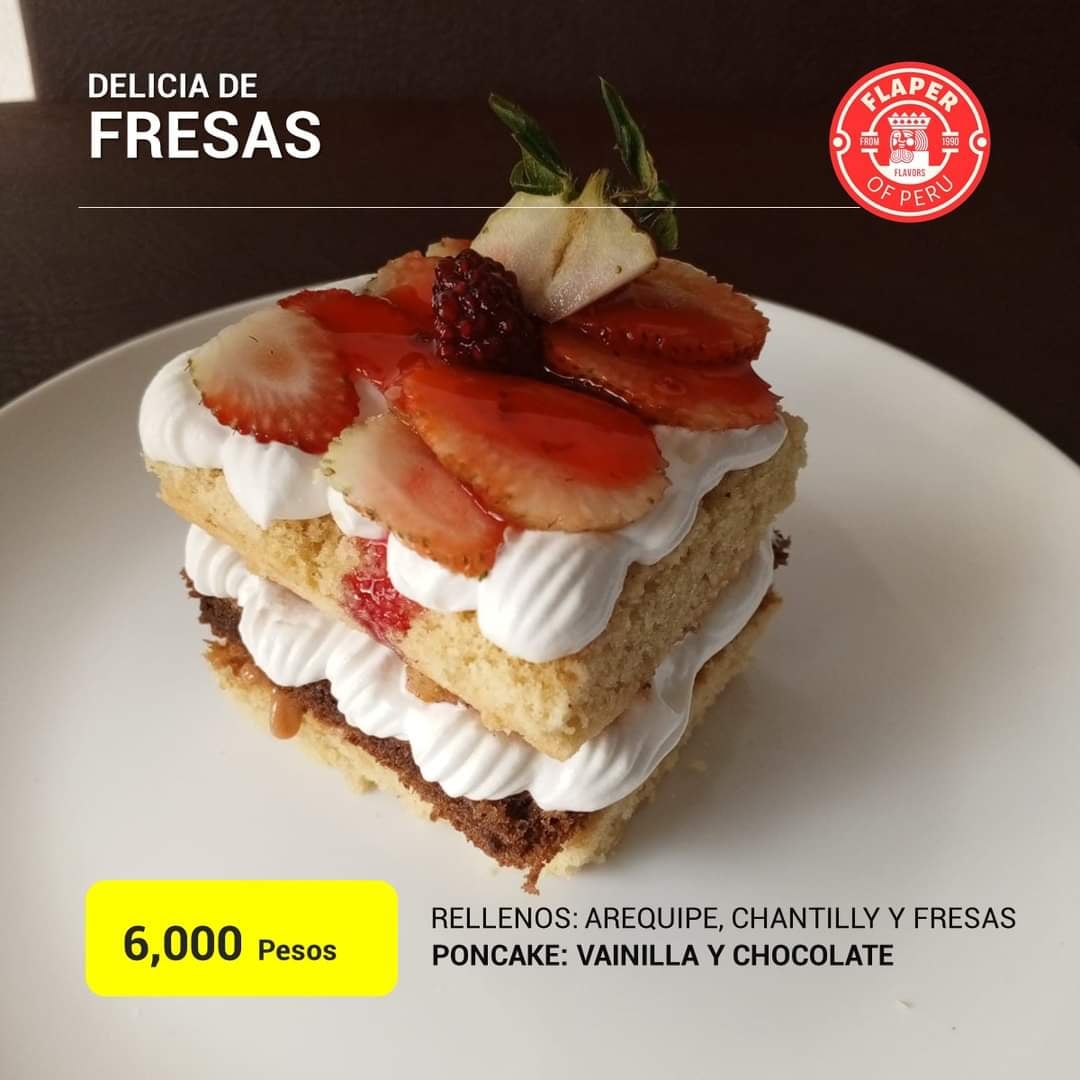 DELICIA DE
FRESAS
FLAPER
FROM
1990
FLAVORS
OF PERU
6,000 Pesos
RELLENOS: AREQUIPE, CHANTILLY Y FRESAS
PONCAKE: VAINILLA Y CHOCOLATE